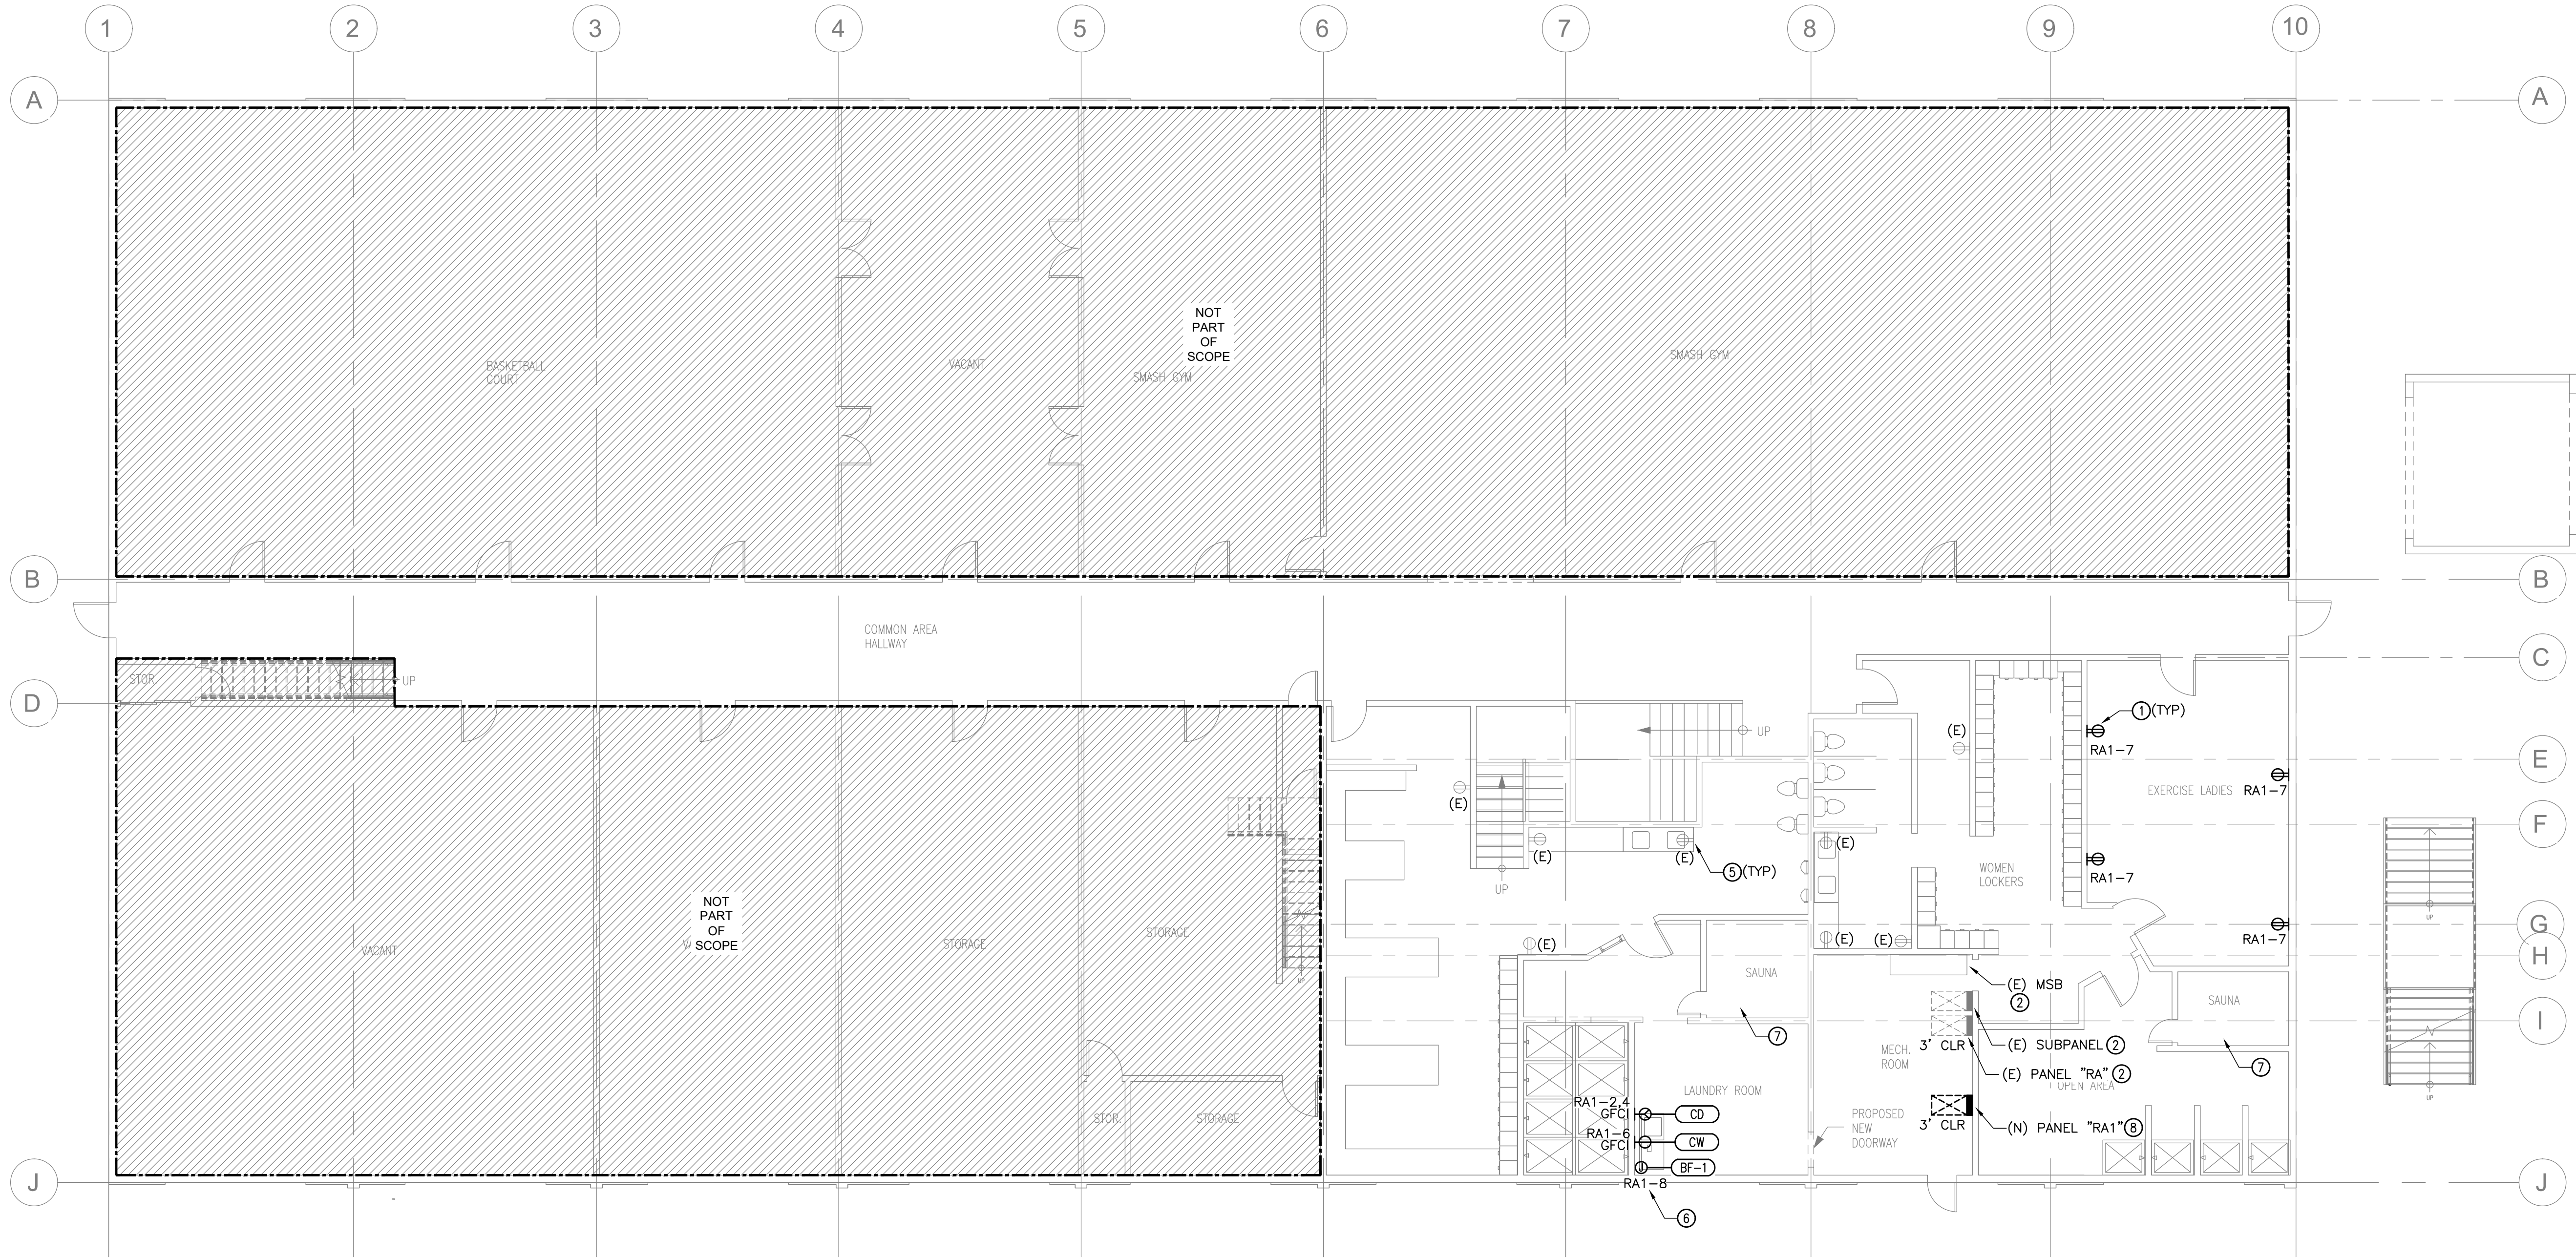 1
2
3
4
5
6
7
8
9
10
A
A
NOT
PART
OF
SCOPE
BASKETBALL
COURT
VACANT
SMASH GYM
SMASH GYM
B
B
COMMON AREA
HALLWAY
C
STOR.
UP
D
1 (TYP)
(E)
RA1-7
UP
E
E
EXERCISE LADIES
RA1-7
(E)
F
F
(E)
(E)
(E)
5 (TYP)
WOMEN
LOCKERS
RA1-7
UP
NOT
PART
OF
SCOPE
VACANT
STORAGE
STORAGE
(E)
(E)
(E)
RA1-7
UP
G
H
SAUNA
UP
(E) MSB
2
SAUNA
I
7
3' CLR
(E) SUBPANEL 2
MECH.
ROOM
(E) PANEL "RA" 2
OPEN AREA
7
LAUNDRY ROOM
UP
RA1-2,4
GFCI
CD
STOR.
STORAGE
PROPOSED
NEW
DOORWAY
3' CLR
(N) PANEL "RA1" 8
RA1-6
GFCI
CW
J
BF-1
RA1-8
J
J
6